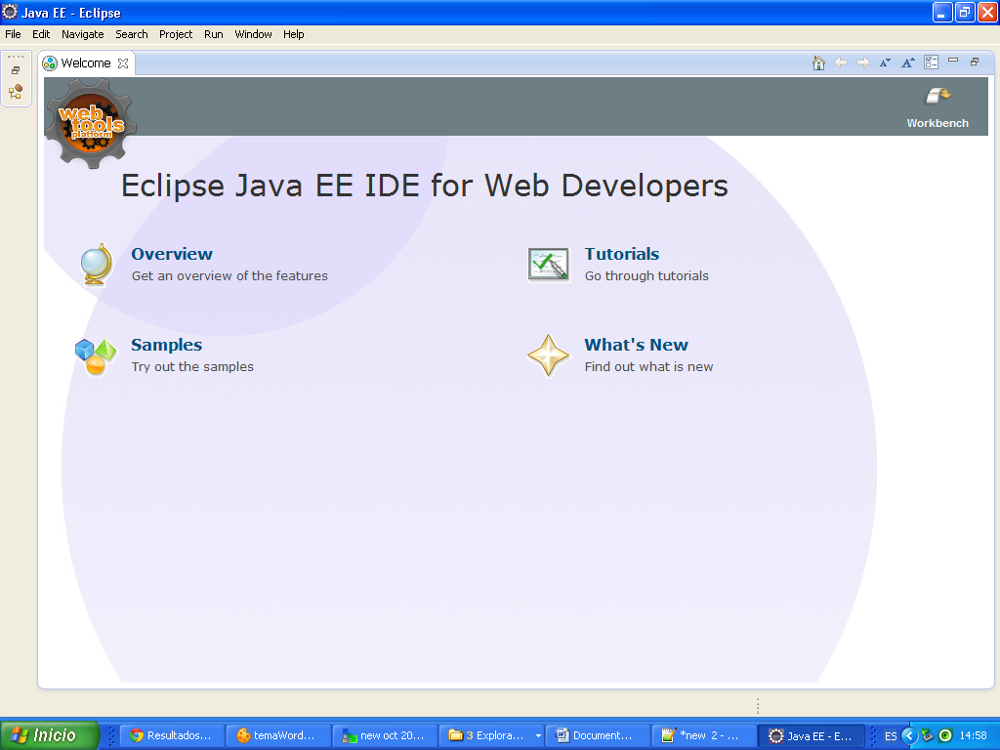 Java EE - Eclipse
File Edit Navigate Search Project Run Window Help
Welcome
web
tools
platform
Workbench
Eclipse Java EE IDE for Web Developers
Overview
Get an overview of the features
Tutorials
Go through tutorials
Samples
Try out the samples
What's New
Find out what is new
Inicio
Resultados...
temaWord...
new oct 20...
3 Explora...
Document...
*new 2 - ...
Java EE - E...
ES
14:58